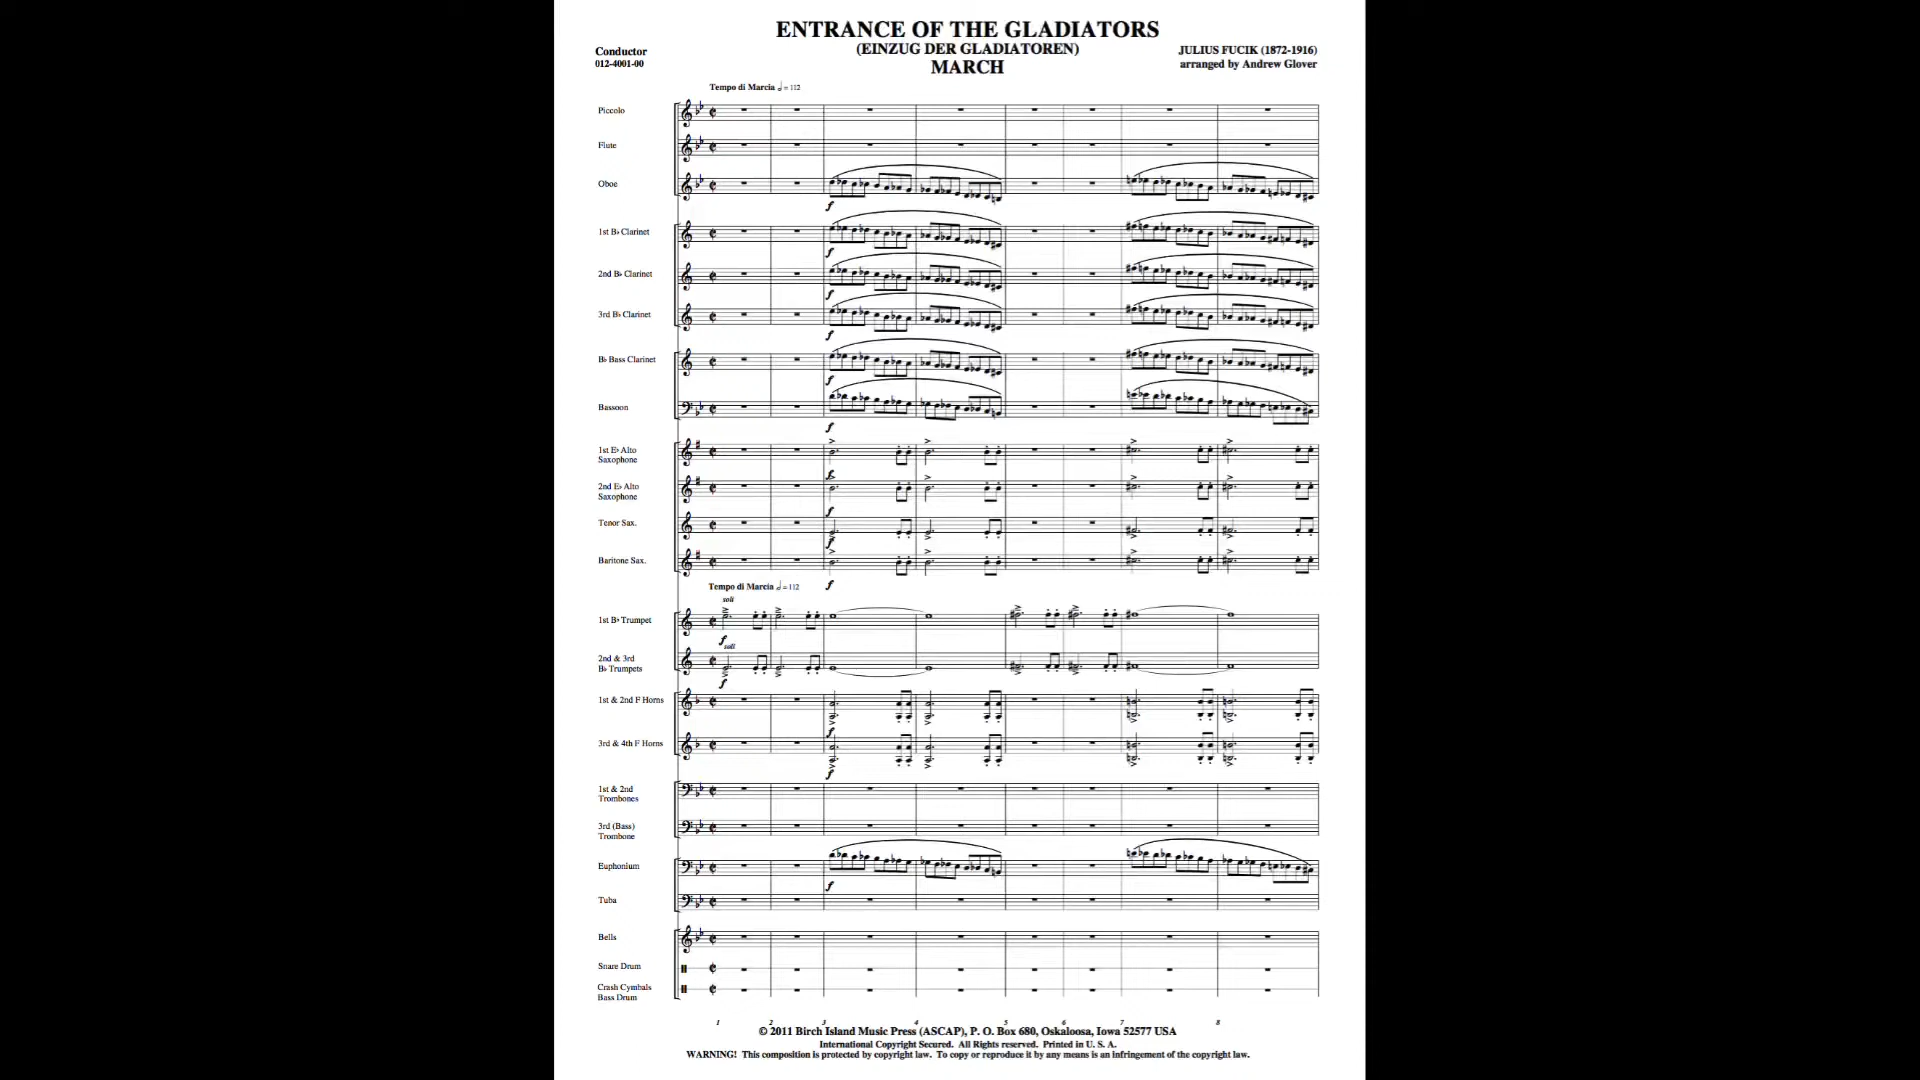 ENTRANCE OF THE GLADIATORS
(EINZUG DER GLADIATOREN)
MARCH
Conductor
012-4001-00
JULIUS FUCIK (1872-1916)
arranged by Andrew Glover
Tempo di Marcia 𝅗𝅥 = 112
Piccolo
Flute
Oboe
f
1st B♭ Clarinet
f
2nd B♭ Clarinet
f
3rd B♭ Clarinet
f
B♭ Bass Clarinet
f
Bassoon
f
1st E♭ Alto
Saxophone
f
2nd E♭ Alto
Saxophone
f
Tenor Sax.
f
Baritone Sax.
f
Tempo di Marcia 𝅗𝅥 = 112
soli
1st B♭ Trumpet
f
soli
2nd & 3rd
B♭ Trumpets
f
1st & 2nd F Horns
f
3rd & 4th F Horns
f
1st & 2nd
Trombones
3rd (Bass)
Trombone
Euphonium
f
Tuba
Bells
Snare Drum
Crash Cymbals
Bass Drum
1 2 3 4 5 6 7 8
© 2011 Birch Island Music Press (ASCAP), P. O. Box 680, Oskaloosa, Iowa 52577 USA
International Copyright Secured. All Rights reserved. Printed in U. S. A.
WARNING! This composition is protected by copyright law. To copy or reproduce it by any means is an infringement of the copyright law.